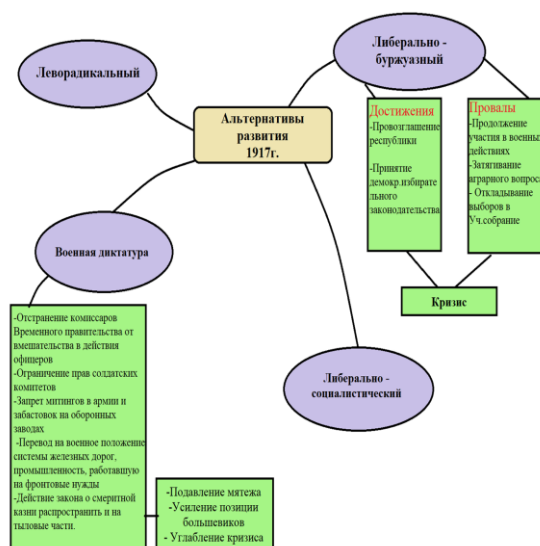 Леворадикальный
Либерально -
буржуазный
Альтернативы
развития
1917г.
Достижения
-Провозглашение
республики
-Принятие
демокр.избирате
льного
законодательства
Провалы
-Продолжение
участия в военных
действиях
-Затягивание
аграрного вопроса
- Откладывание
выборов в
Уч.собрание
Кризис
Военная диктатура
-Отстранение комиссаров
Временного правительства от
вмешательства в действия
офицеров
-Ограничение прав солдатских
комитетов
-Запрет митингов в армии и
забастовок на оборонных
заводах
-Перевод на военное положение
системы железных дорог,
промышленность, работавшую
на фронтовые нужды
-Действие закона о смеритной
казни распространить и на
тыловые части.
Либерально -
социалистический
-Подавление мятежа
-Усиление позиции
большевиков
- Углабление кризиса